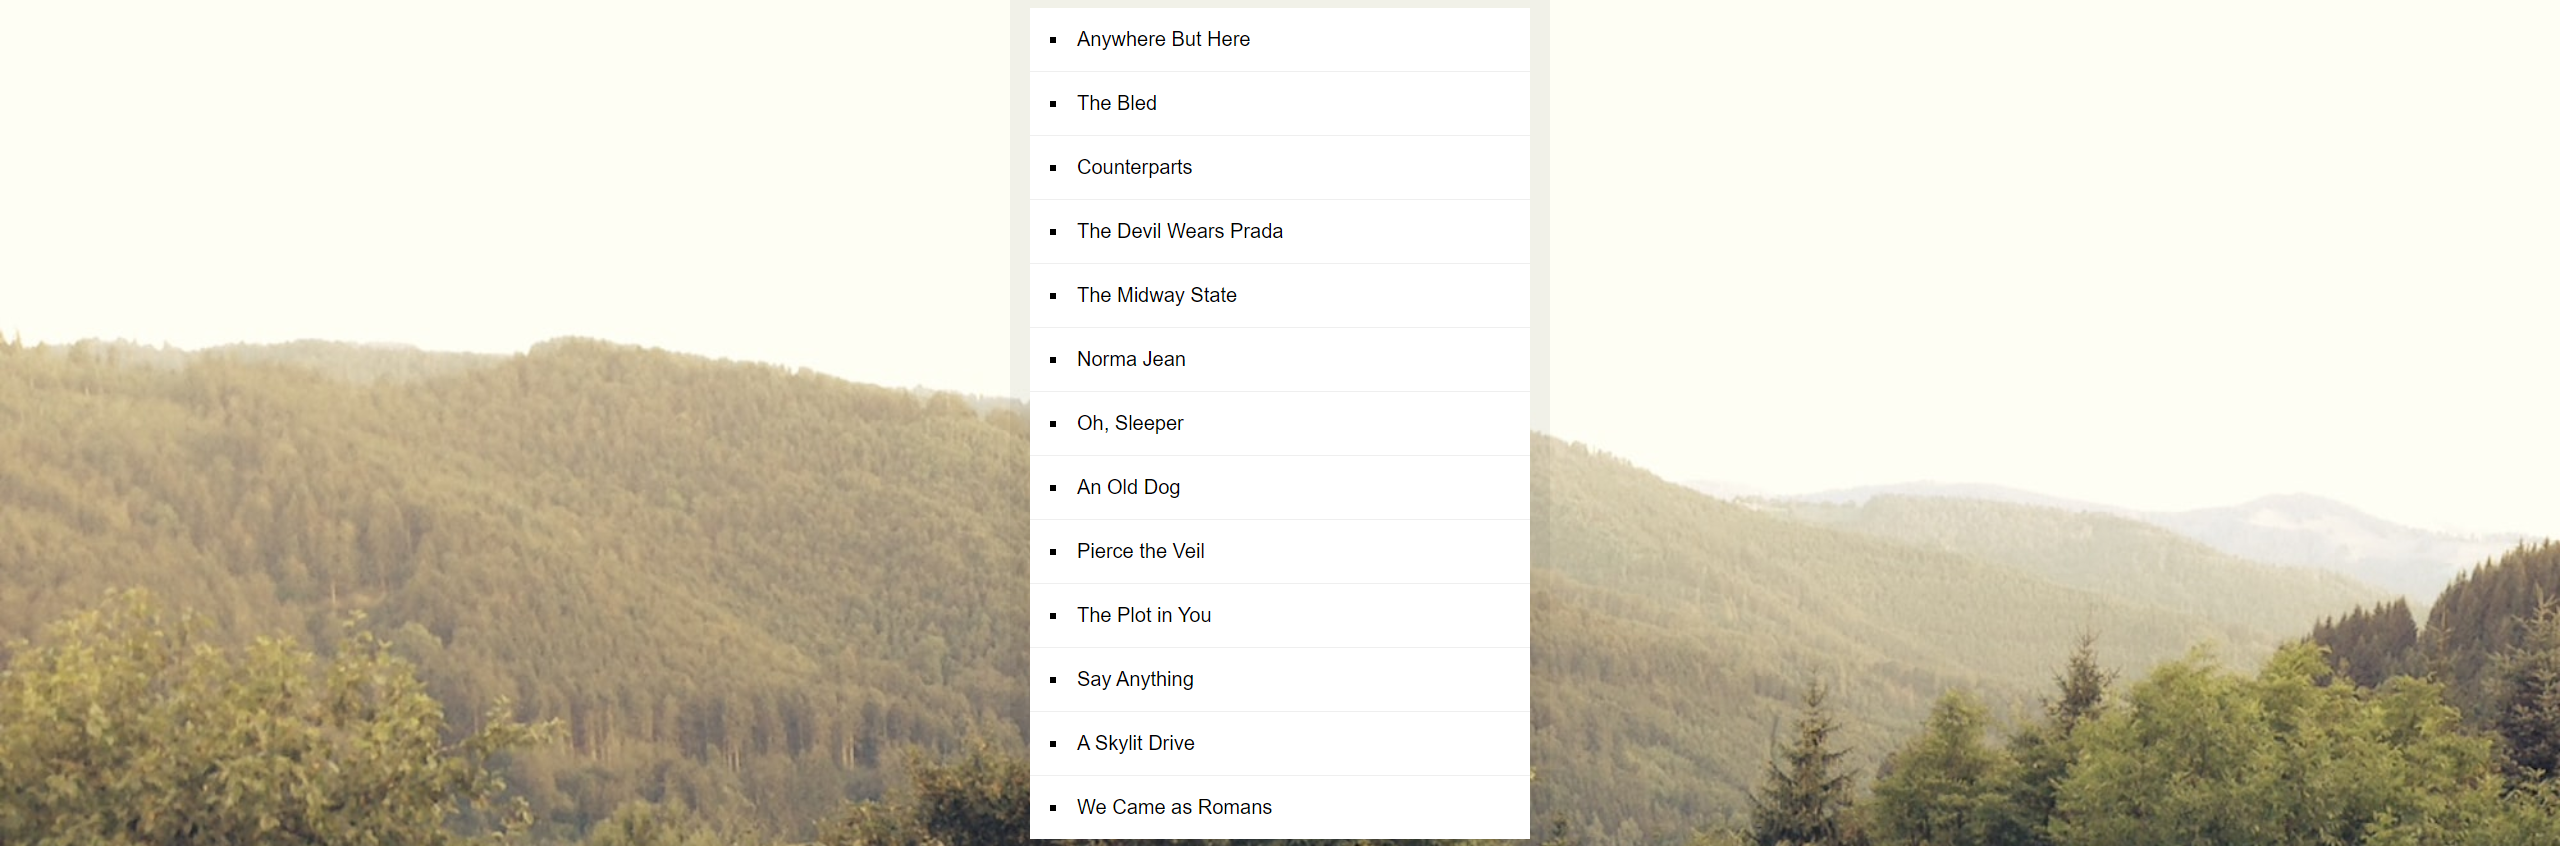 Anywhere But Here
The Bled
Counterparts
The Devil Wears Prada
The Midway State
Norma Jean
Oh, Sleeper
An Old Dog
Pierce the Veil
The Plot in You
Say Anything
A Skylit Drive
We Came as Romans